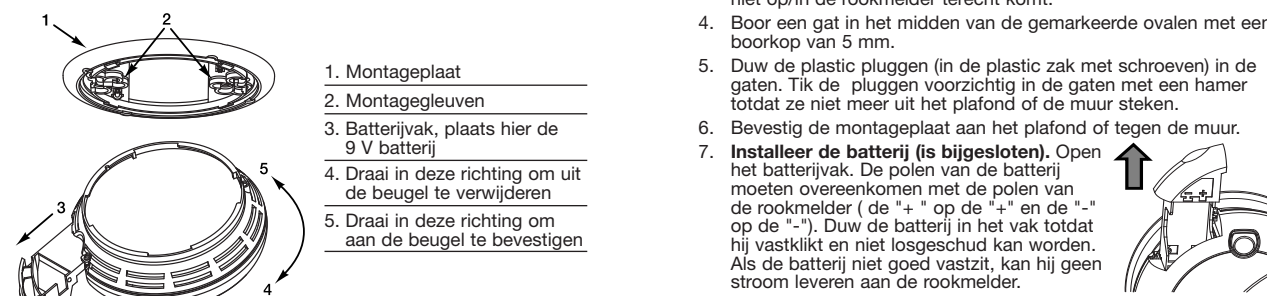 1
2
5
3
4
1. Montageplaat
2. Montagegleuven
3. Batterijvak, plaats hier de
9 V batterij
4. Draai in deze richting om uit
de beugel te verwijderen
5. Draai in deze richting om
aan de beugel te bevestigen
niet op/in de rookmelder terecht komt.
4. Boor een gat in het midden van de gemarkeerde ovalen met een
boorkop van 5 mm.
5. Duw de plastic pluggen (in de plastic zak met schroeven) in de
gaten. Tik de pluggen voorzichtig in de gaten met een hamer
totdat ze niet meer uit het plafond of de muur steken.
6. Bevestig de montageplaat aan het plafond of tegen de muur.
7. Installeer de batterij (is bijgesloten). Open
het batterijvak. De polen van de batterij
moeten overeenkomen met de polen van
de rookmelder ( de "+ " op de "+" en de "-"
op de "-"). Duw de batterij in het vak totdat
hij vastklikt en niet losgeschud kan worden.
Als de batterij niet goed vastzit, kan hij geen
stroom leveren aan de rookmelder.
- +